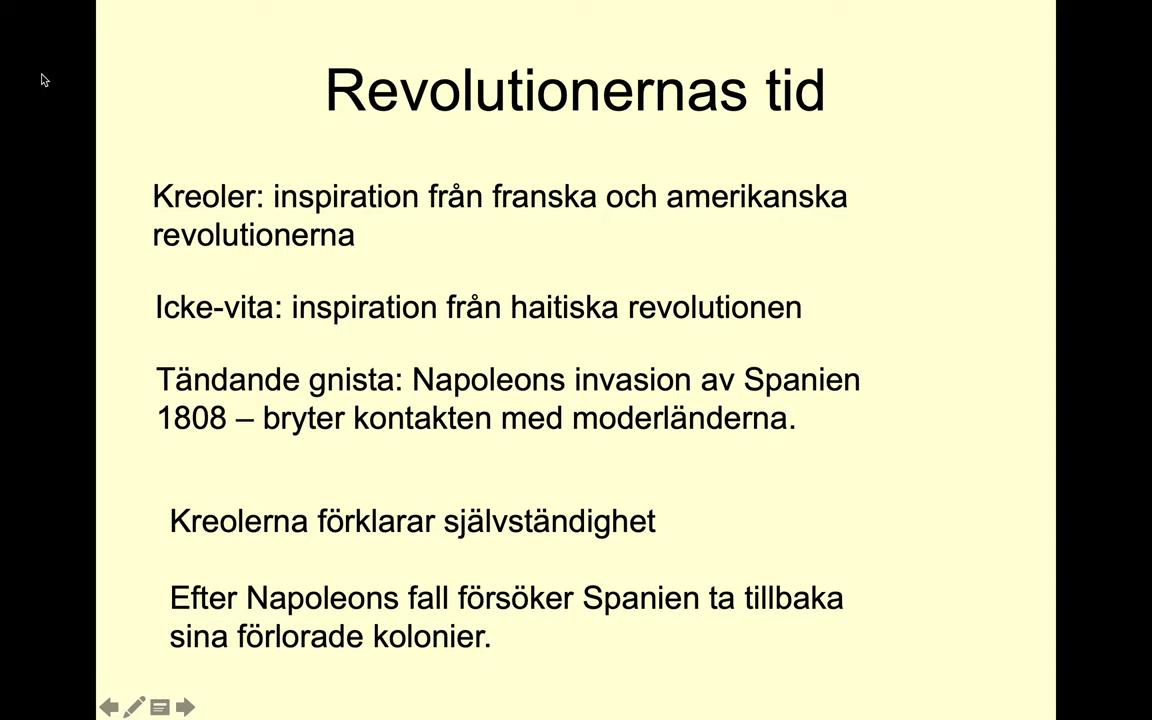 Revolutionernas tid
Kreoler: inspiration från franska och amerikanska
revolutionerna
Icke-vita: inspiration från haitiska revolutionen
Tändande gnista: Napoleons invasion av Spanien
1808 – bryter kontakten med moderländerna.
Kreolerna förklarar självständighet
Efter Napoleons fall försöker Spanien ta tillbaka
sina förlorade kolonier.